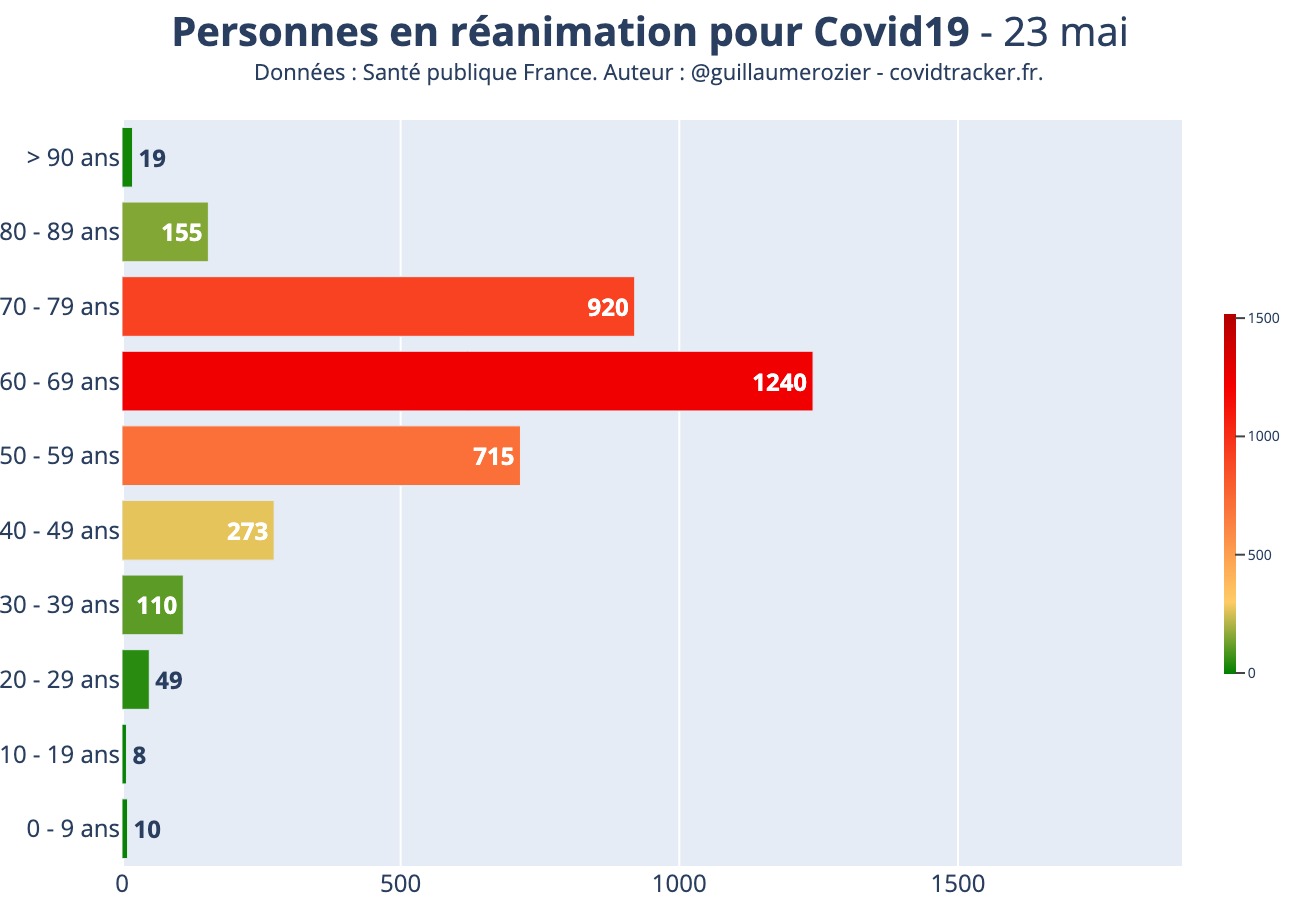 Personnes en réanimation pour Covid19 - 23 mai
Données : Santé publique France. Auteur : @guillaumerozier - covidtracker.fr.
> 90 ans 19
80 - 89 ans 155
70 - 79 ans 920
60 - 69 ans 1240
50 - 59 ans 715
40 - 49 ans 273
30 - 39 ans 110
20 - 29 ans 49
10 - 19 ans 8
0 - 9 ans 10
0 500 1000 1500
1500
1000
500
0